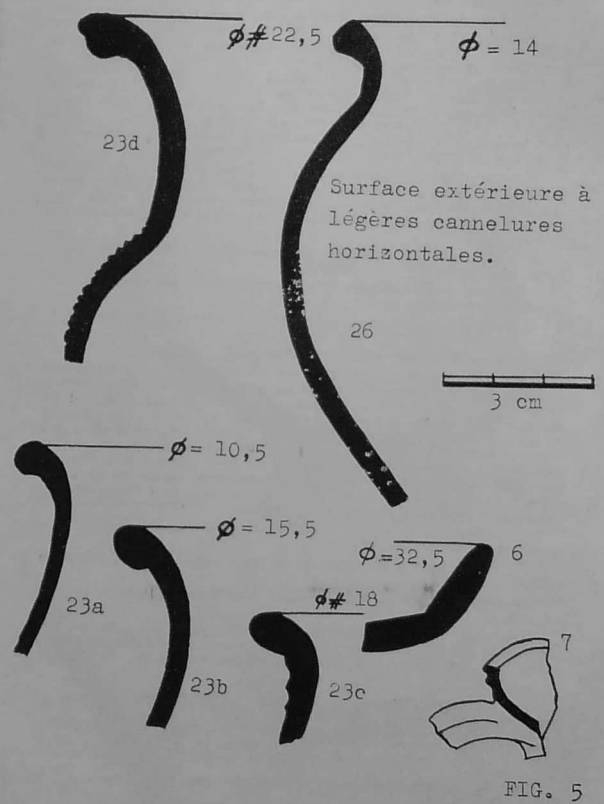 ϕ # 22,5
ϕ = 14
23d
Surface extérieure à
légères cannelures
horizontales.
26
3 cm
ϕ = 10,5
ϕ = 15,5
ϕ = 32,5
6
23a
ϕ # 18
23b
23c
7
FIG. 5